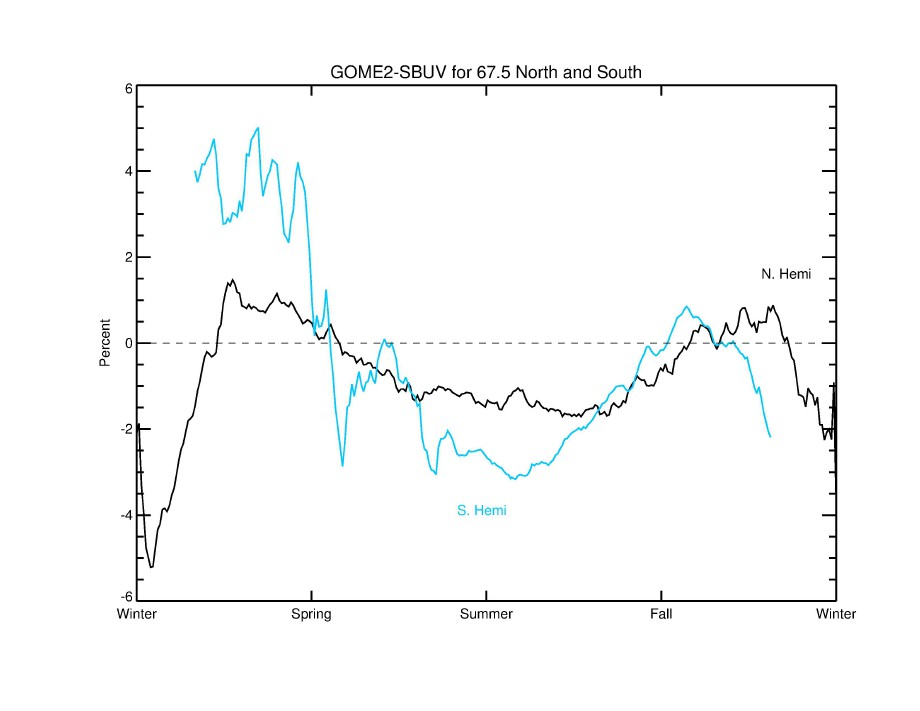 GOME2-SBUV for 67.5 North and South
6
4
2
0
-2
-4
-6
Percent
N. Hemi
S. Hemi
Winter Spring Summer Fall Winter